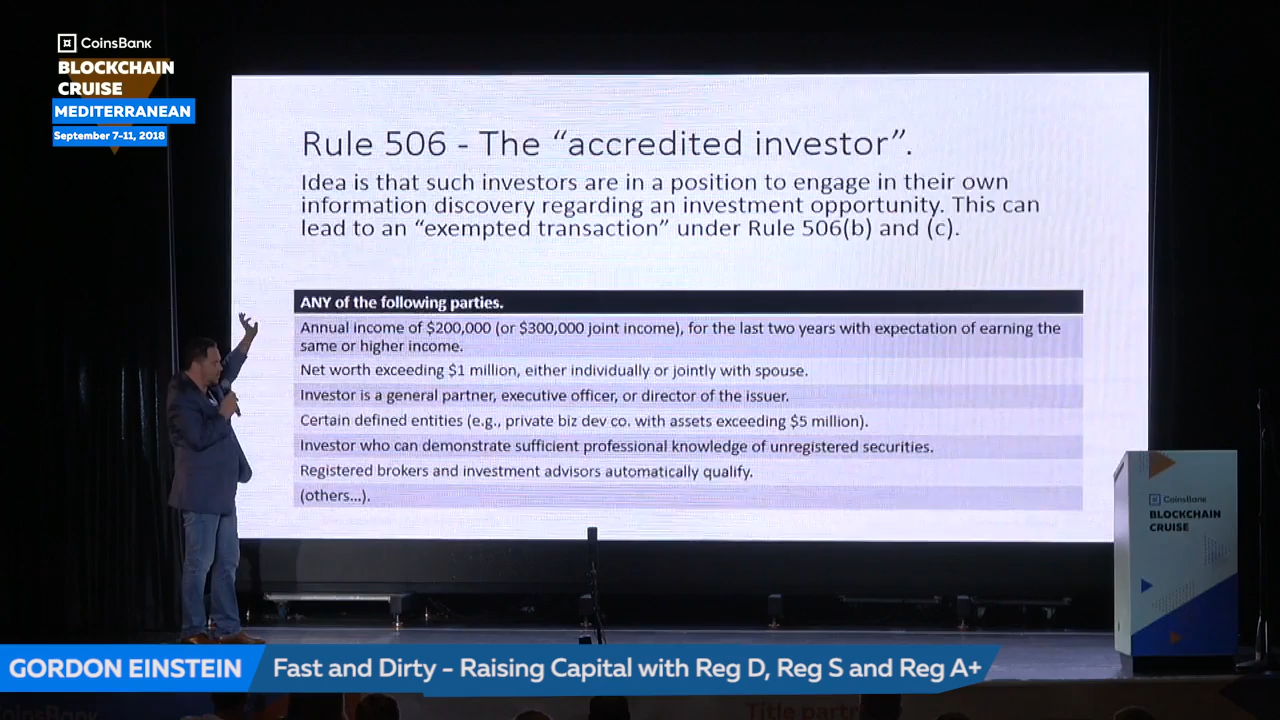 CoinsBank
BLOCKCHAIN
CRUISE
MEDITERRANEAN
September 7-11, 2018
Rule 506 - The “accredited investor”.
Idea is that such investors are in a position to engage in their own
information discovery regarding an investment opportunity. This can
lead to an “exempted transaction” under Rule 506(b) and (c).
ANY of the following parties.
Annual income of $200,000 (or $300,000 joint income), for the last two years with expectation of earning the
same or higher income.
Net worth exceeding $1 million, either individually or jointly with spouse.
Investor is a general partner, executive officer, or director of the issuer.
Certain defined entities (e.g., private biz dev co. with assets exceeding $5 million).
Investor who can demonstrate sufficient professional knowledge of unregistered securities.
Registered brokers and investment advisors automatically qualify.
(others...).
CoinsBank
BLOCKCHAIN
CRUISE
GORDON EINSTEIN
Fast and Dirty - Raising Capital with Reg D, Reg S and Reg A+
CoinsBank
Title